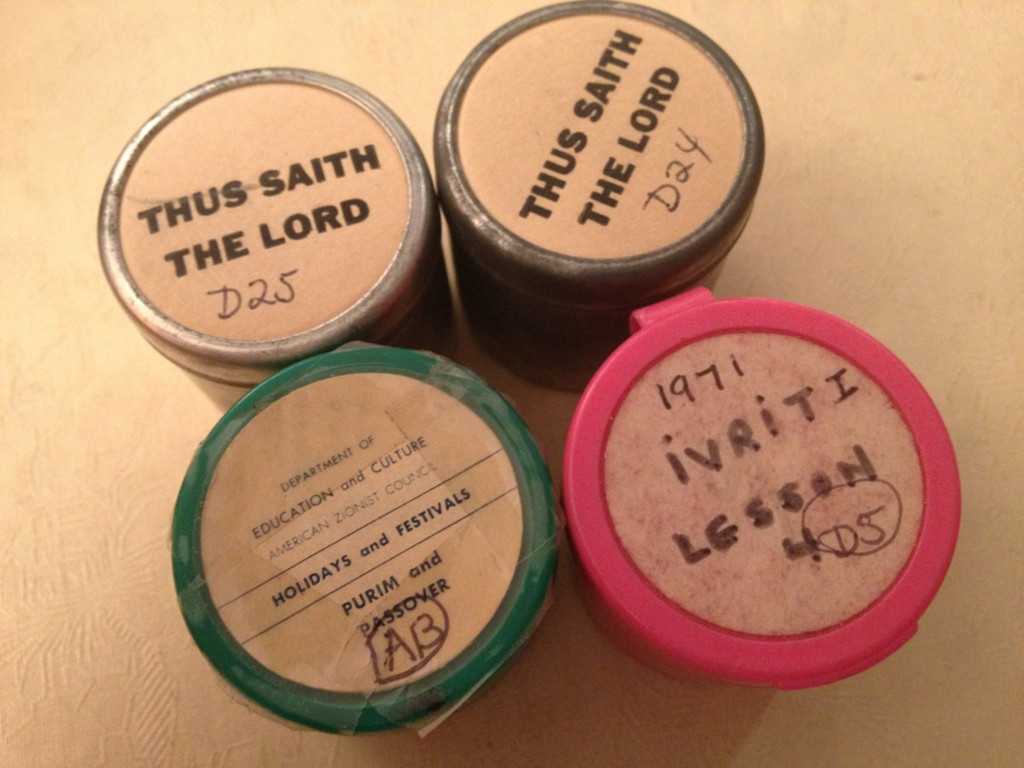 THUS SAITH
THE LORD
D25
THUS SAITH
THE LORD
D24
DEPARTMENT OF
EDUCATION and CULTURE
AMERICAN ZIONIST COUNCIL
HOLIDAYS and FESTIVALS
PURIM and
PASSOVER
AB
1971
IVRITI
LESSON
4 D5